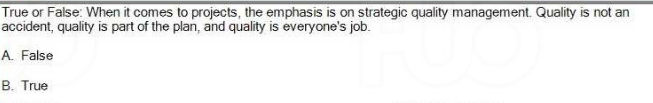 True or False: When it comes to projects, the emphasis is on strategic quality management. Quality is not an
accident, quality is part of the plan, and quality is everyone's job.
A. False
B. True